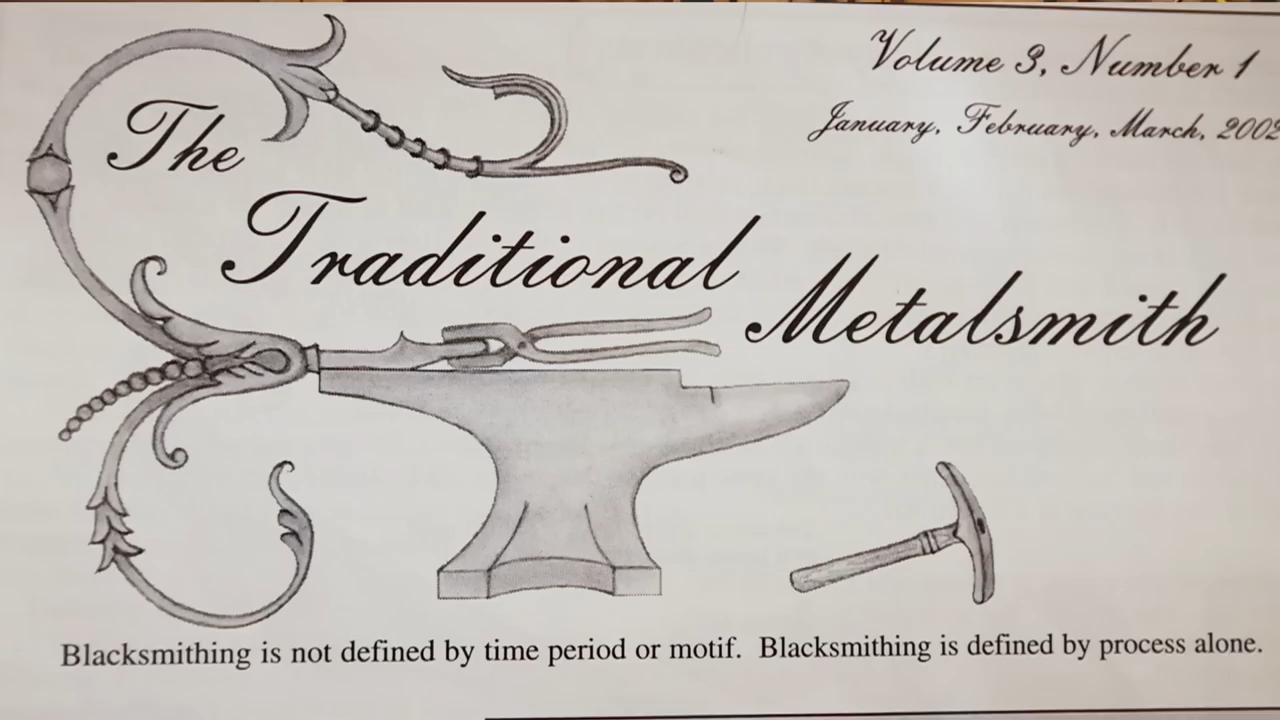 Volume 3, Number 1
January, February, March, 2002
The
Traditional
Metalsmith
Blacksmithing is not defined by time period or motif. Blacksmithing is defined by process alone.